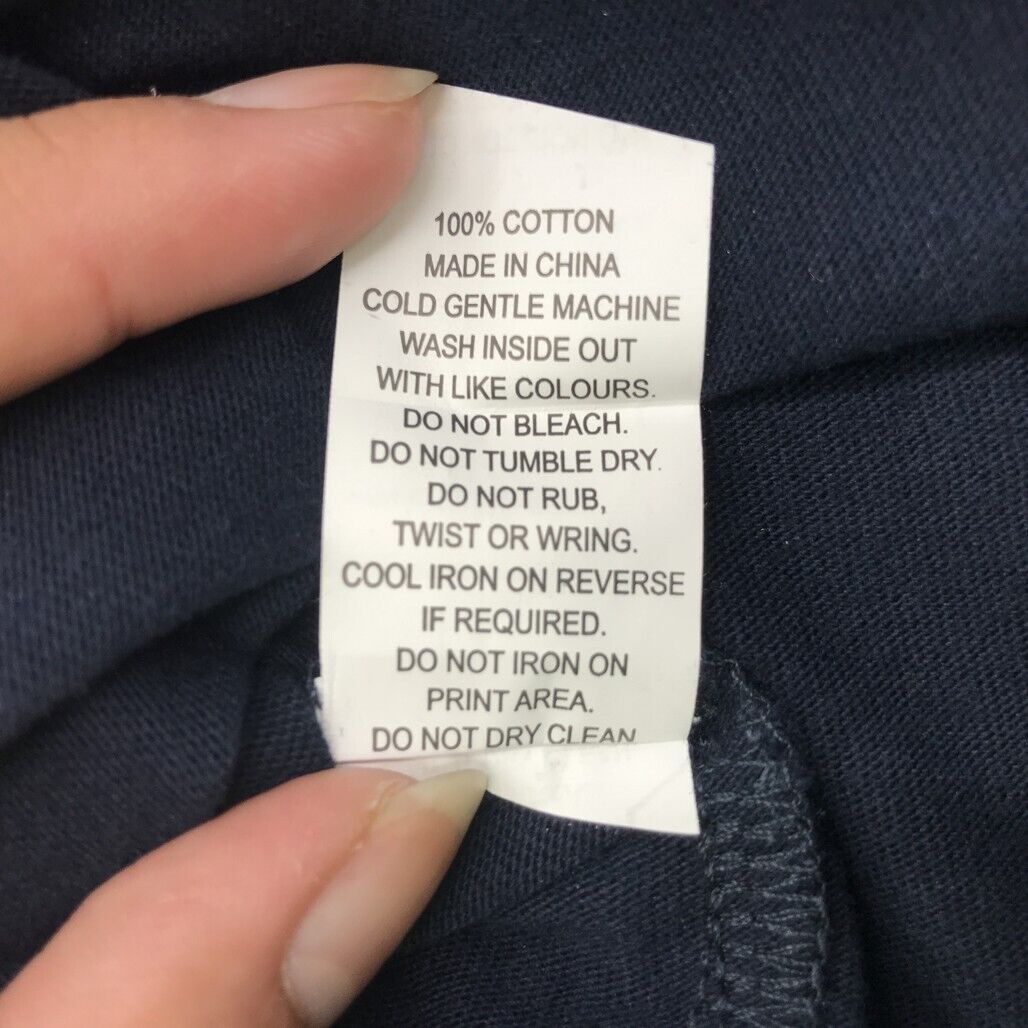 100% COTTON
MADE IN CHINA
COLD GENTLE MACHINE
WASH INSIDE OUT
WITH LIKE COLOURS.
DO NOT BLEACH.
DO NOT TUMBLE DRY.
DO NOT RUB,
TWIST OR WRING.
COOL IRON ON REVERSE
IF REQUIRED.
DO NOT IRON ON
PRINT AREA.
DO NOT DRY CLEAN